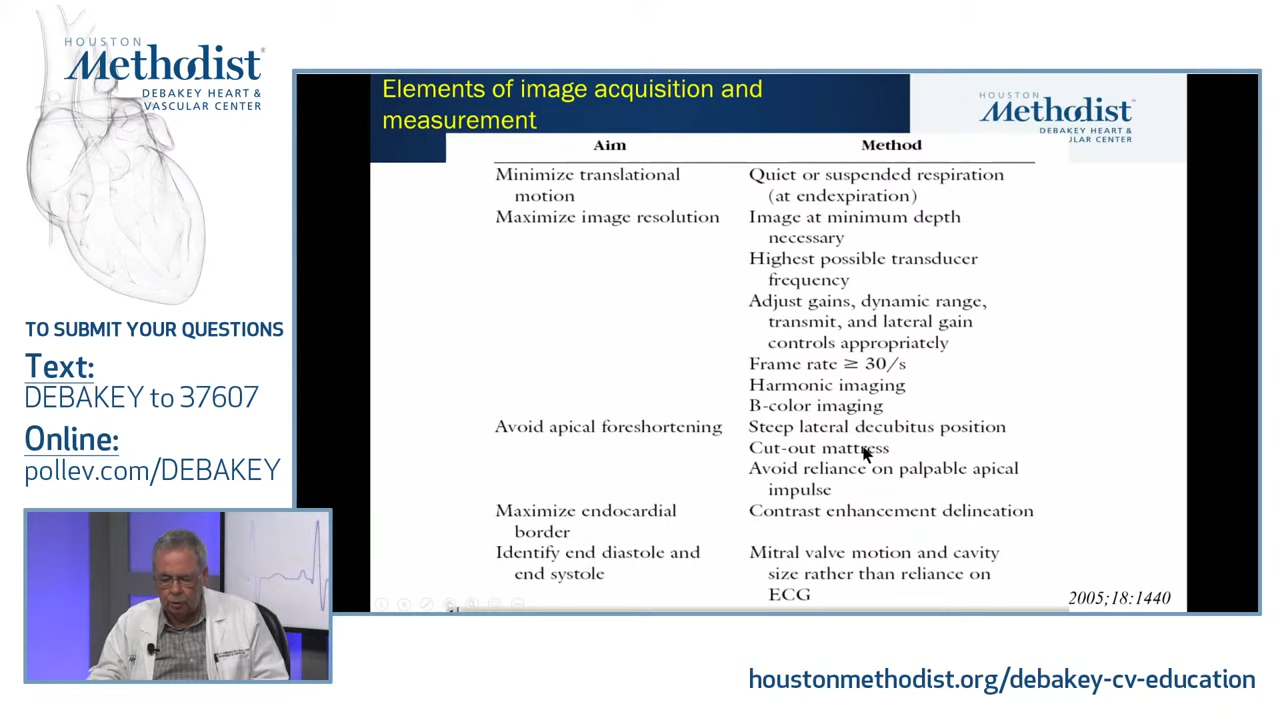 HOUSTON
Methodist
DEBAKEY HEART &
VASCULAR CENTER
TO SUBMIT YOUR QUESTIONS
Text:
DEBAKEY to 37607
Online:
pollev.com/DEBAKEY
Elements of image acquisition and
measurement
HOUSTON
Methodist
DEBAKEY HEART &
ULAR CENTER
Aim Method
Minimize translational Quiet or suspended respiration
motion (at endexpiration)
Maximize image resolution Image at minimum depth
necessary
Highest possible transducer
frequency
Adjust gains, dynamic range,
transmit, and lateral gain
controls appropriately
Frame rate ≥ 30/s
Harmonic imaging
B-color imaging
Avoid apical foreshortening Steep lateral decubitus position
Cut-out mattress
Avoid reliance on palpable apical
impulse
Maximize endocardial Contrast enhancement delineation
border
Identify end diastole and Mitral valve motion and cavity
end systole size rather than reliance on
ECG
2005;18:1440
houstonmethodist.org/debakey-cv-education